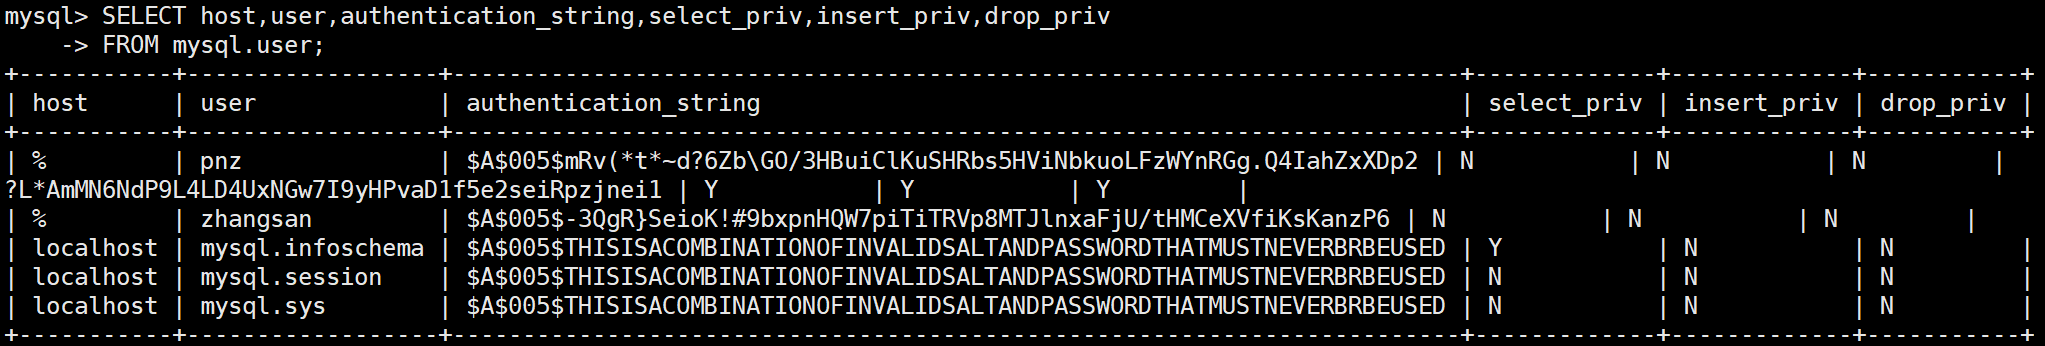 mysql> SELECT host,user,authentication_string,select_priv,insert_priv,drop_priv
    -> FROM mysql.user;
+-----------+------------------+------------------------------------------------------------------------+-------------+-------------+-----------+
| host      | user             | authentication_string                                                  | select_priv | insert_priv | drop_priv |
+-----------+------------------+------------------------------------------------------------------------+-------------+-------------+-----------+
| %         | pnz              | $A$005$mRv(*t*~d?6Zb\GO/3HBuiClKuSHRbs5HViNbkuoLFzWYnRGg.Q4IahZxXDp2 | N           | N           | N         |
?L*AmMN6NdP9L4LD4UxNGw7I9yHPvaD1f5e2seiRpzjnei1 | Y           | Y           | Y         |
| %         | zhangsan         | $A$005$-3QgR}SeioK!#9bxpnHQW7piTiTRVp8MTJlnxaFjU/tHMCeXVfiKsKanzP6 | N           | N           | N         |
| localhost | mysql.infoschema | $A$005$THISISACOMBINATIONOFINVALIDSALTANDPASSWORDTHATMUSTNEVERBRBEUSED | Y           | N           | N         |
| localhost | mysql.session    | $A$005$THISISACOMBINATIONOFINVALIDSALTANDPASSWORDTHATMUSTNEVERBRBEUSED | N           | N           | N         |
| localhost | mysql.sys        | $A$005$THISISACOMBINATIONOFINVALIDSALTANDPASSWORDTHATMUSTNEVERBRBEUSED | N           | N           | N         |
+-----------+------------------+------------------------------------------------------------------------+-------------+-------------+-----------+